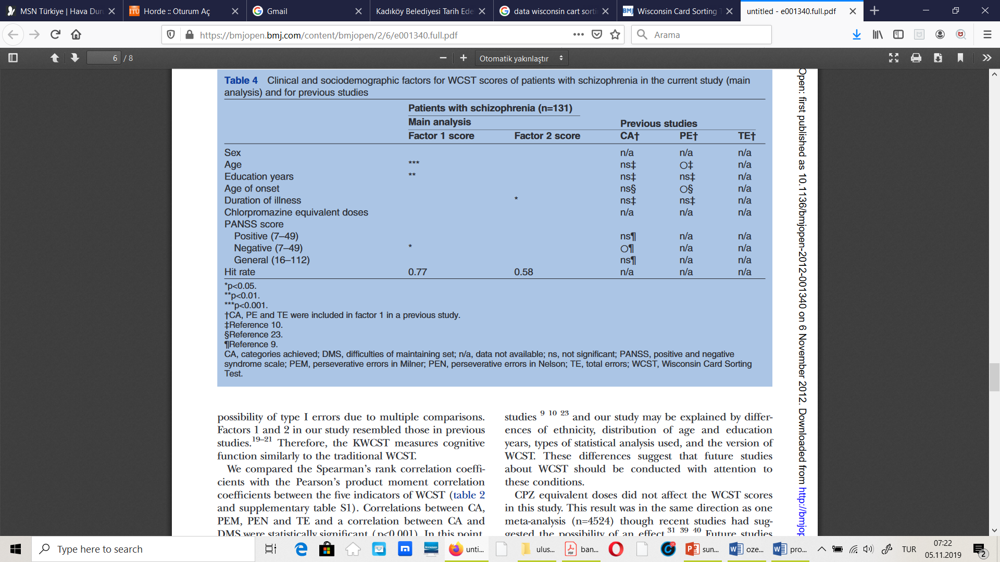 MSN Türkiye | Hava Dur
Horde :: Oturum Aç
Gmail
Kadıköy Belediyesi Tarih Ede
data wisconsin cart sorti
Wisconsin Card Sorting T
untitled - e001340.full.pdf
https://bmjopen.bmj.com/content/bmjopen/2/6/e001340.full.pdf
Arama
6 / 8
Otomatik yakınlaştır
Table 4 Clinical and sociodemographic factors for WCST scores of patients with schizophrenia in the current study (main
analysis) and for previous studies
Patients with schizophrenia (n=131)
Main analysis
Previous studies
Factor 1 score Factor 2 score CA† PE† TE†
Sex n/a n/a n/a
Age *** ns‡ ○‡ n/a
Education years ** ns‡ ns‡ n/a
Age of onset ns§ ○§ n/a
Duration of illness * ns‡ ns‡ n/a
Chlorpromazine equivalent doses n/a n/a n/a
PANSS score
Positive (7–49) ns¶ n/a n/a
Negative (7–49) * ○¶ n/a n/a
General (16–112) ns¶ n/a n/a
Hit rate 0.77 0.58 n/a n/a n/a
*p<0.05.
**p<0.01.
***p<0.001.
†CA, PE and TE were included in factor 1 in a previous study.
‡Reference 10.
§Reference 23.
¶Reference 9.
CA, categories achieved; DMS, difficulties of maintaining set; n/a, data not available; ns, not significant; PANSS, positive and negative
syndrome scale; PEM, perseverative errors in Milner; PEN, perseverative errors in Nelson; TE, total errors; WCST, Wisconsin Card Sorting
Test.
possibility of type I errors due to multiple comparisons.
Factors 1 and 2 in our study resembled those in previous
studies.19–21 Therefore, the KWCST measures cognitive
function similarly to the traditional WCST.
We compared the Spearman's rank correlation coeffi-
cients with the Pearson's product moment correlation
coefficients between the five indicators of WCST (table 2
and supplementary table S1). Correlations between CA,
PEM, PEN and TE and a correlation between CA and
DMS were statistically significant (p<0.001). In this point,
studies 9 10 23 and our study may be explained by differ-
ences of ethnicity, distribution of age and education
years, types of statistical analysis used, and the version of
WCST. These differences suggest that future studies
about WCST should be conducted with attention to
these conditions.
CPZ equivalent doses did not affect the WCST scores
in this study. This result was in the same direction as one
meta-analysis (n=4524) though recent studies had sug-
gested the possibility of an effect.31 39 40 Future studies
Open: first published as 10.1136/bmjopen-2012-001340 on 6 November 2012. Downloaded from http://bmjop
Type here to search
unti...
ulus...
ban...
sun...
oze...
pro...
TUR
07:22
05.11.2019
2